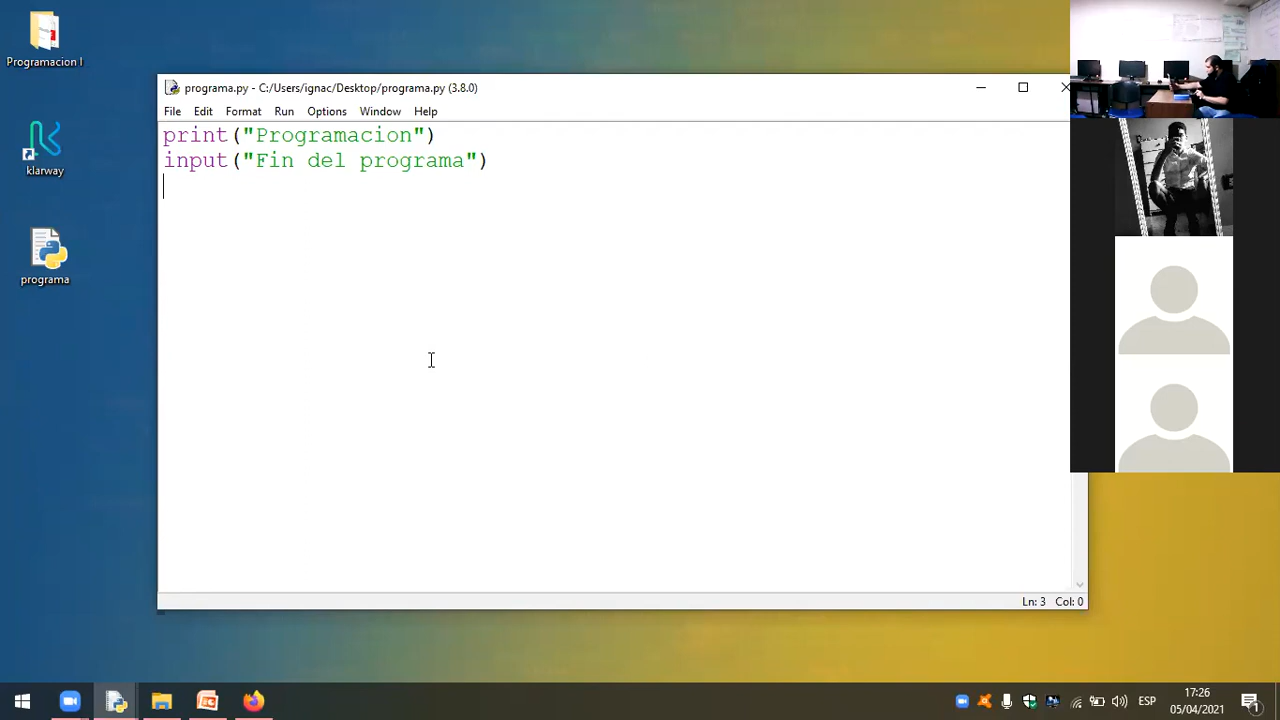 Programacion I
klarway
programa
programa.py - C:/Users/ignac/Desktop/programa.py (3.8.0)
File Edit Format Run Options Window Help
print("Programacion")
input("Fin del programa")
Ln: 3 Col: 0
ESP
17:26
05/04/2021
1